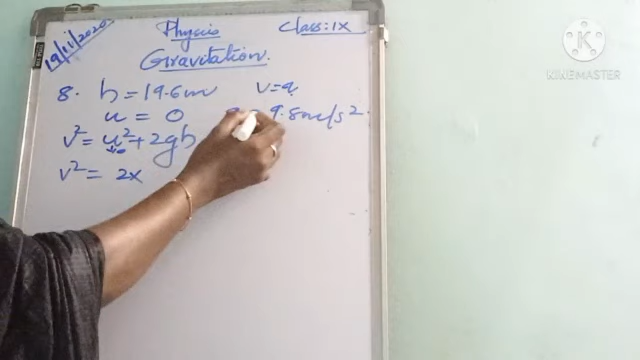 19/11/2020 Physics Class: IX
Gravitation.
8. h = 19.6m v=?
u = 0 9.8m/s²
v² = u² + 2gh
v² = 2x
KINEMASTER